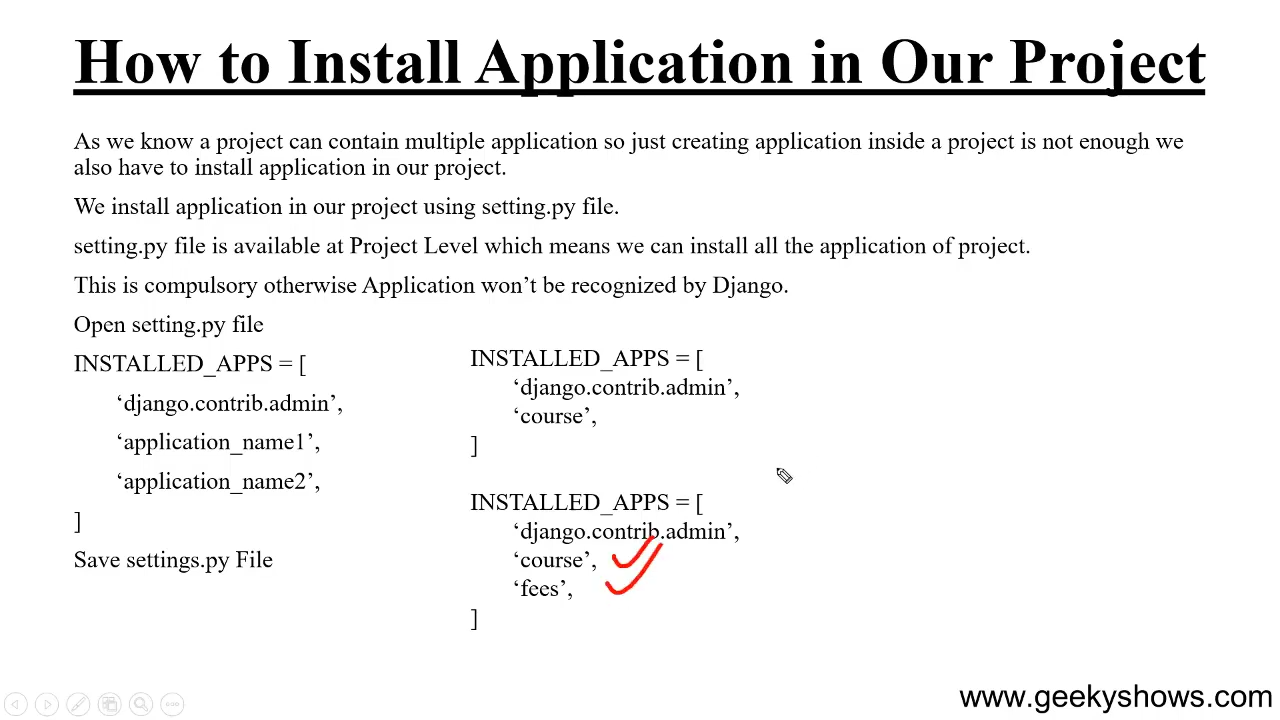 How to Install Application in Our Project
As we know a project can contain multiple application so just creating application inside a project is not enough we
also have to install application in our project.
We install application in our project using setting.py file.
setting.py file is available at Project Level which means we can install all the application of project.
This is compulsory otherwise Application won’t be recognized by Django.
Open setting.py file
INSTALLED_APPS = [
‘django.contrib.admin’,
‘application_name1’,
‘application_name2’,
]
Save settings.py File
INSTALLED_APPS = [
‘django.contrib.admin’,
‘course’,
]
INSTALLED_APPS = [
‘django.contrib.admin’,
‘course’,
‘fees’,
]
www.geekyshows.com